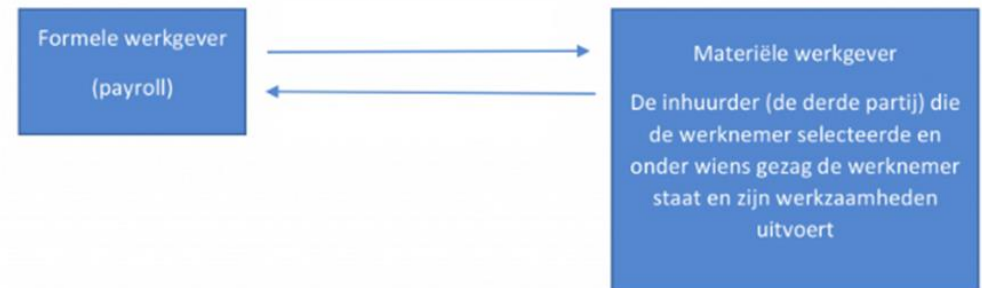 Formele werkgever
(payroll)
Materiële werkgever
De inhuurder (de derde partij) die
de werknemer selecteerde en
onder wiens gezag de werknemer
staat en zijn werkzaamheden
uitvoert